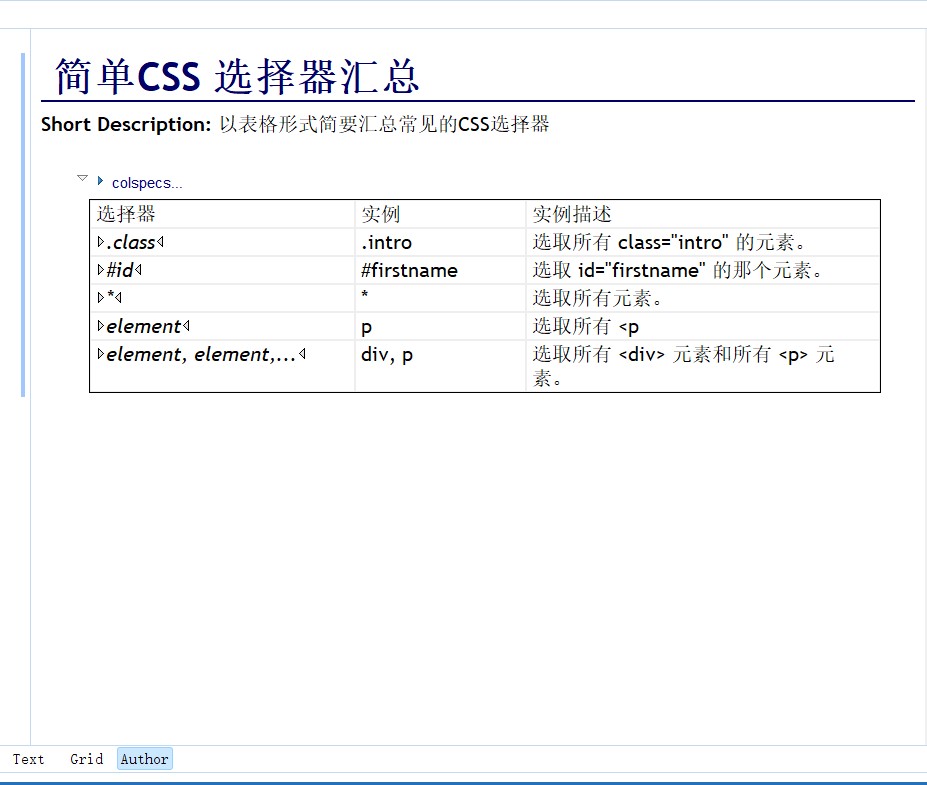 简单CSS 选择器汇总
Short Description: 以表格形式简要汇总常见的CSS选择器
colspecs...
选择器 实例 实例描述
.class .intro 选取所有 class="intro" 的元素。
#id #firstname 选取 id="firstname" 的那个元素。
* * 选取所有元素。
element p 选取所有 <p
element, element,... div, p 选取所有 <div> 元素和所有 <p> 元
素。
Text Grid Author